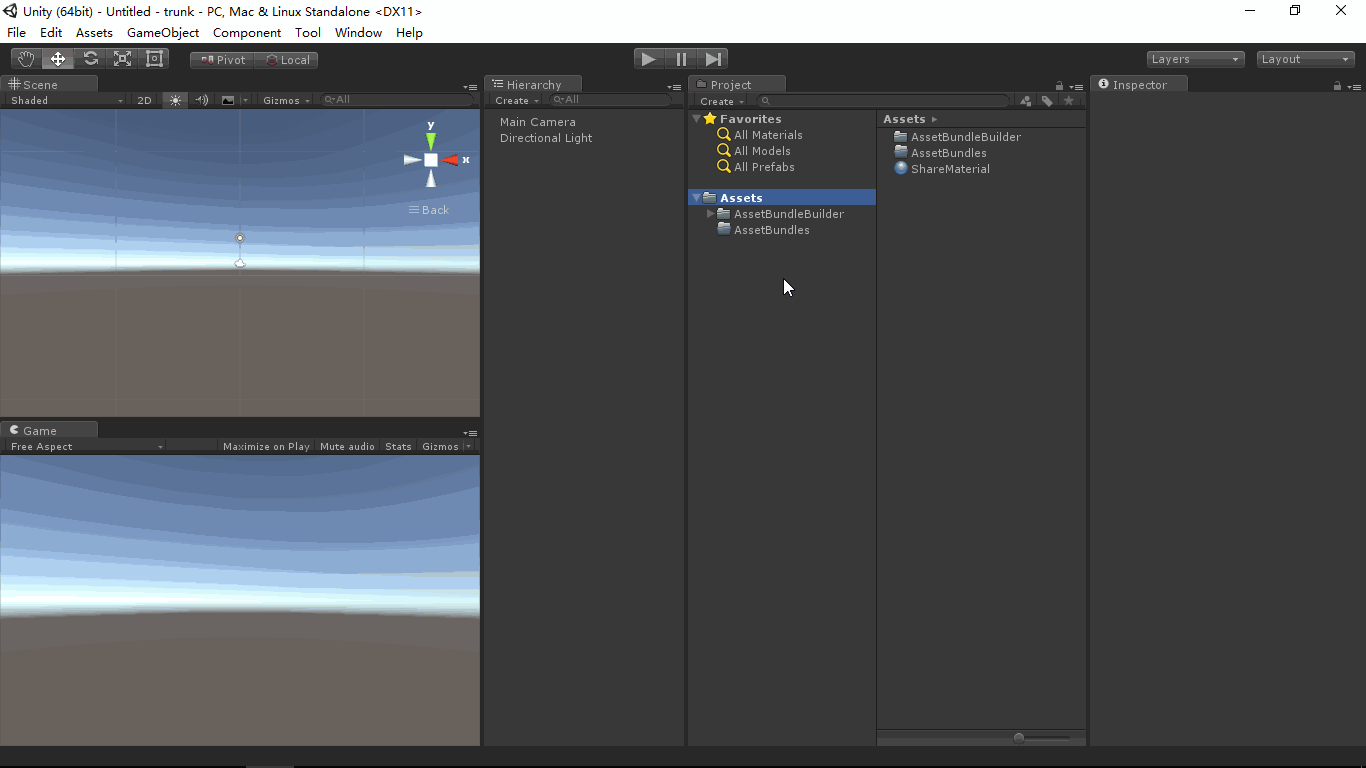 Unity (64bit) - Untitled - trunk - PC, Mac & Linux Standalone <DX11>
File Edit Assets GameObject Component Tool Window Help
Pivot Local Layers Layout
Scene
Shaded 2D Gizmos All
y
x
Back
Game
Free Aspect Maximize on Play Mute audio Stats Gizmos
Hierarchy
Create All
Main Camera
Directional Light
Project
Create
Favorites
All Materials
All Models
All Prefabs
Assets
AssetBundleBuilder
AssetBundles
Assets
AssetBundleBuilder
AssetBundles
ShareMaterial
Inspector